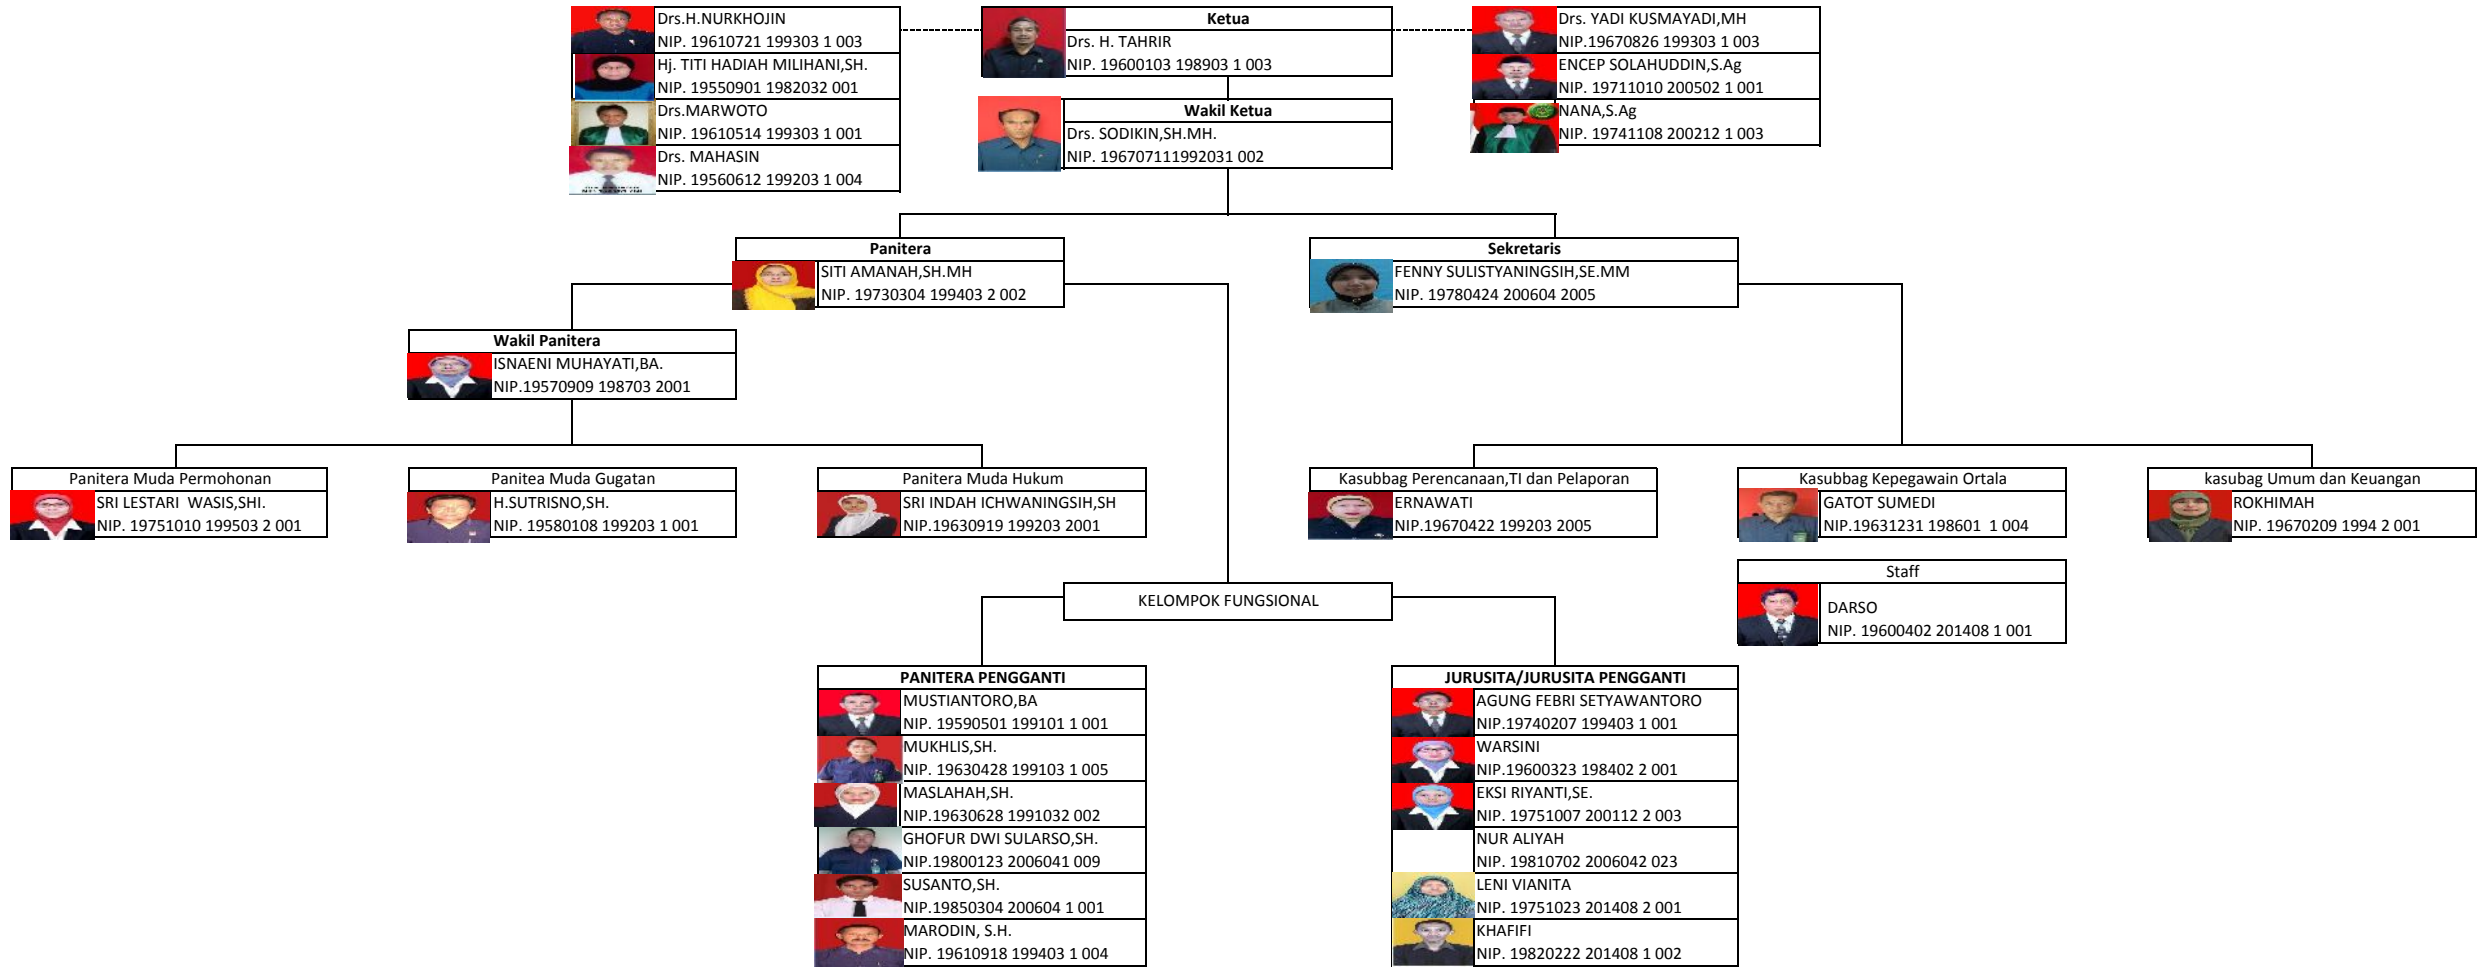 Drs.H.NURKHOJIN
NIP. 19610721 199303 1 003
Hj. TITI HADIAH MILIHANI,SH.
NIP. 19550901 1982032 001
Drs.MARWOTO
NIP. 19610514 199303 1 001
Drs. MAHASIN
NIP. 19560612 199203 1 004
Ketua
Drs. H. TAHRIR
NIP. 19600103 198903 1 003
Wakil Ketua
Drs. SODIKIN,SH.MH.
NIP. 196707111992031 002
Drs. YADI KUSMAYADI,MH
NIP.19670826 199303 1 003
ENCEP SOLAHUDDIN,S.Ag
NIP. 19711010 200502 1 001
NANA,S.Ag
NIP. 19741108 200212 1 003
Panitera
SITI AMANAH,SH.MH
NIP. 19730304 199403 2 002
Sekretaris
FENNY SULISTYANINGSIH,SE.MM
NIP. 19780424 200604 2005
Wakil Panitera
ISNAENI MUHAYATI,BA.
NIP.19570909 198703 2001
Panitera Muda Permohonan
SRI LESTARI  WASIS,SHI.
NIP. 19751010 199503 2 001
Panitea Muda Gugatan
H.SUTRISNO,SH.
NIP. 19580108 199203 1 001
Panitera Muda Hukum
SRI INDAH ICHWANINGSIH,SH
NIP.19630919 199203 2001
Kasubbag Perencanaan,TI dan Pelaporan
ERNAWATI
NIP.19670422 199203 2005
Kasubbag Kepegawain Ortala
GATOT SUMEDI
NIP.19631231 198601  1 004
kasubag Umum dan Keuangan
ROKHIMAH
NIP. 19670209 1994 2 001
Staff
DARSO
NIP. 19600402 201408 1 001
KELOMPOK FUNGSIONAL
PANITERA PENGGANTI
MUSTIANTORO,BA
NIP. 19590501 199101 1 001
MUKHLIS,SH.
NIP. 19630428 199103 1 005
MASLAHAH,SH.
NIP.19630628 1991032 002
GHOFUR DWI SULARSO,SH.
NIP.19800123 2006041 009
SUSANTO,SH.
NIP.19850304 200604 1 001
MARODIN, S.H.
NIP. 19610918 199403 1 004
JURUSITA/JURUSITA PENGGANTI
AGUNG FEBRI SETYAWANTORO
NIP.19740207 199403 1 001
WARSINI
NIP.19600323 198402 2 001
EKSI RIYANTI,SE.
NIP. 19751007 200112 2 003
NUR ALIYAH
NIP. 19810702 2006042 023
LENI VIANITA
NIP. 19751023 201408 2 001
KHAFIFI
NIP. 19820222 201408 1 002